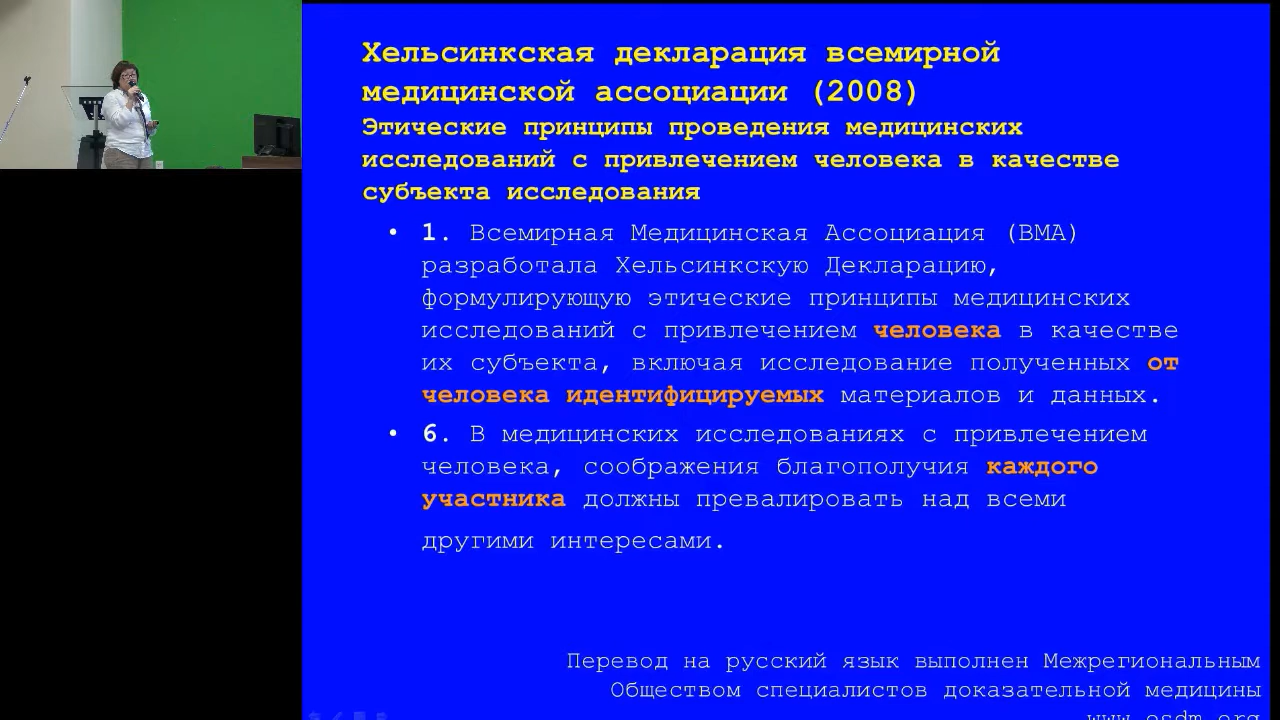 Хельсинкская декларация всемирной
медицинской ассоциации (2008)
Этические принципы проведения медицинских
исследований с привлечением человека в качестве
субъекта исследования
• 1. Всемирная Медицинская Ассоциация (ВМА)
разработала Хельсинкскую Декларацию,
формулирующую этические принципы медицинских
исследований с привлечением человека в качестве
их субъекта, включая исследование полученных от
человека идентифицируемых материалов и данных.
• 6. В медицинских исследованиях с привлечением
человека, соображения благополучия каждого
участника должны превалировать над всеми
другими интересами.
Перевод на русский язык выполнен Межрегиональным
Обществом специалистов доказательной медицины
www.osdm.org